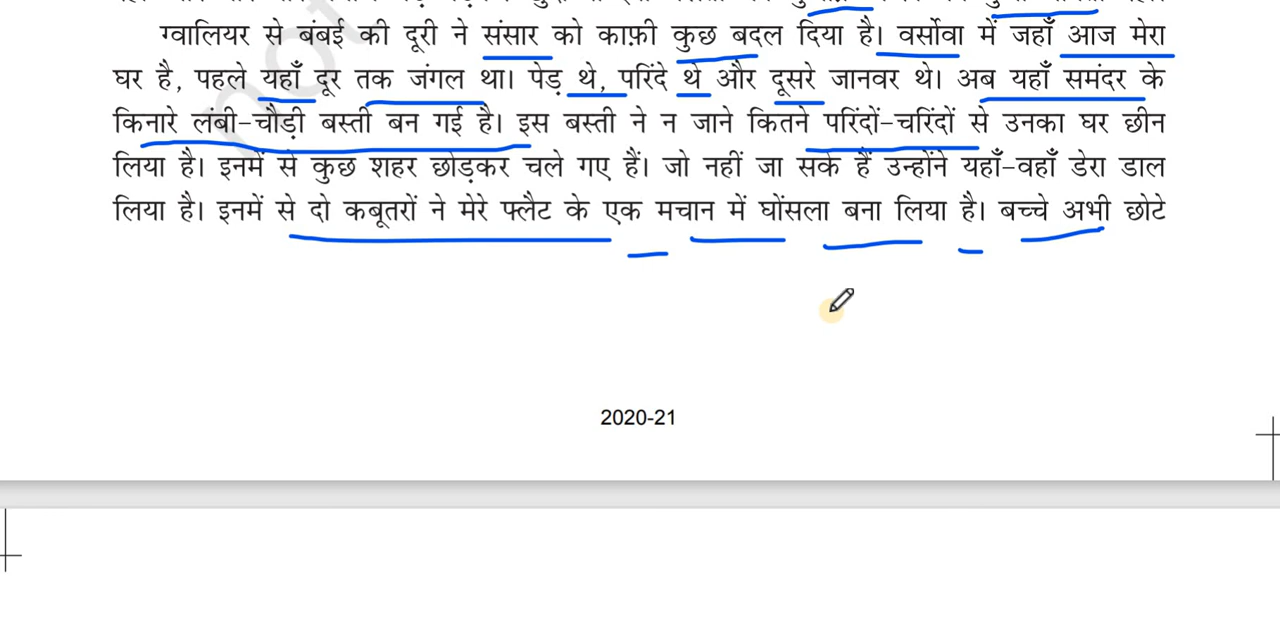 ग्वालियर से बंबई की दूरी ने संसार को काफ़ी कुछ बदल दिया है। वर्सोवा में जहाँ आज मेरा
घर है, पहले यहाँ दूर तक जंगल था। पेड़ थे, परिंदे थे और दूसरे जानवर थे। अब यहाँ समंदर के
किनारे लंबी-चौड़ी बस्ती बन गई है। इस बस्ती ने न जाने कितने परिंदों-चरिंदों से उनका घर छीन
लिया है। इनमें से कुछ शहर छोड़कर चले गए हैं। जो नहीं जा सके हैं उन्होंने यहाँ-वहाँ डेरा डाल
लिया है। इनमें से दो कबूतरों ने मेरे फ्लैट के एक मचान में घोंसला बना लिया है। बच्चे अभी छोटे
not
2020-21